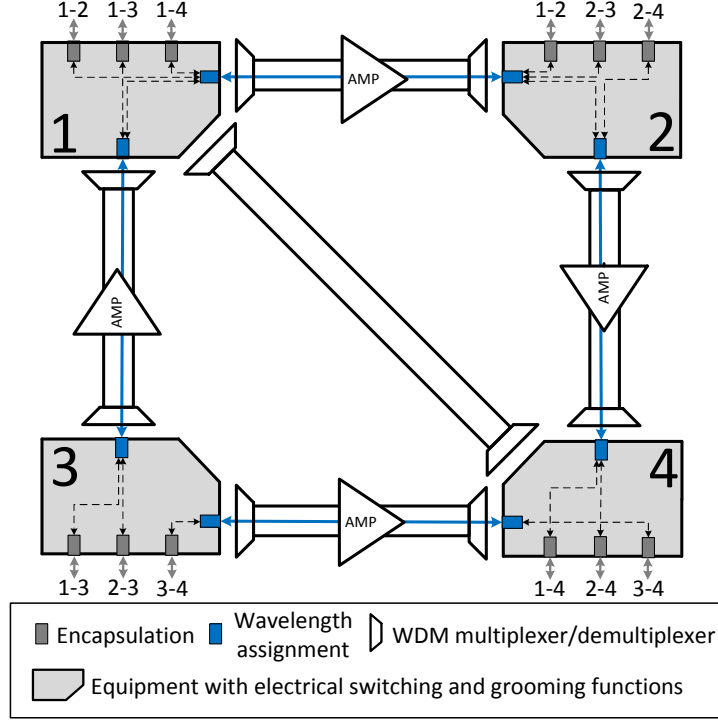 1-2 1-3 1-4 1-2 2-3 2-4
AMP
1 2
AMP AMP
3 4
AMP
1-3 2-3 3-4 1-4 2-4 3-4
Encapsulation Wavelength assignment WDM multiplexer/demultiplexer
Equipment with electrical switching and grooming functions